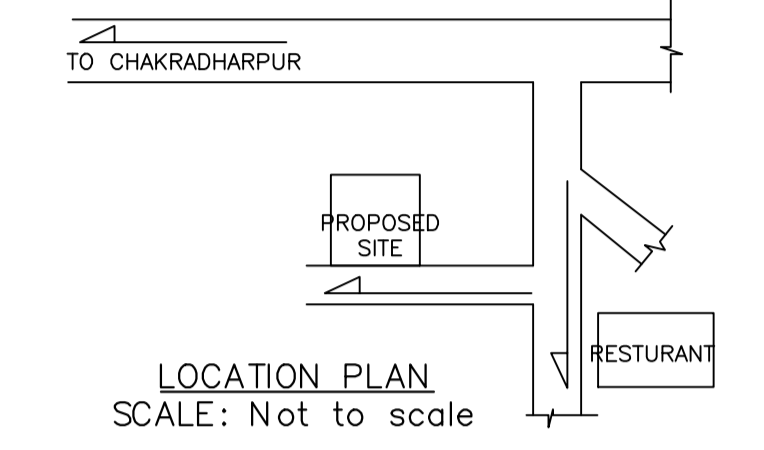 TO CHAKRADHARPUR
PROPOSED
SITE
RESTURANT
LOCATION PLAN
SCALE: Not to scale